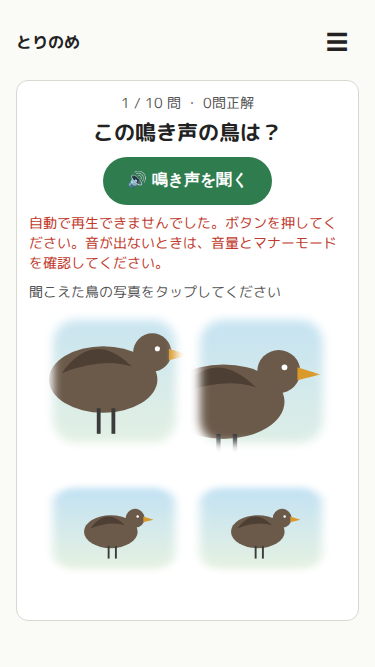 とりのめ
1 / 10 問 · 0問正解
この鳴き声の鳥は？
🔊 鳴き声を聞く
自動で再生できませんでした。ボタンを押してく
ださい。音が出ないときは、音量とマナーモード
を確認してください。
聞こえた鳥の写真をタップしてください